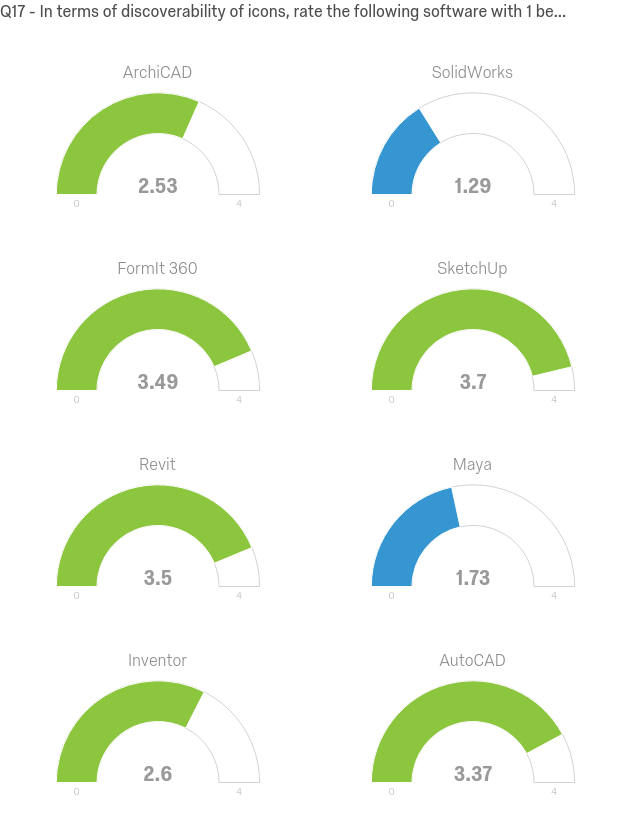 Q17 - In terms of discoverability of icons, rate the following software with 1 be...
ArchiCAD
2.53
0 4
SolidWorks
1.29
0 4
FormIt 360
3.49
0 4
SketchUp
3.7
0 4
Revit
3.5
0 4
Maya
1.73
0 4
Inventor
2.6
0 4
AutoCAD
3.37
0 4